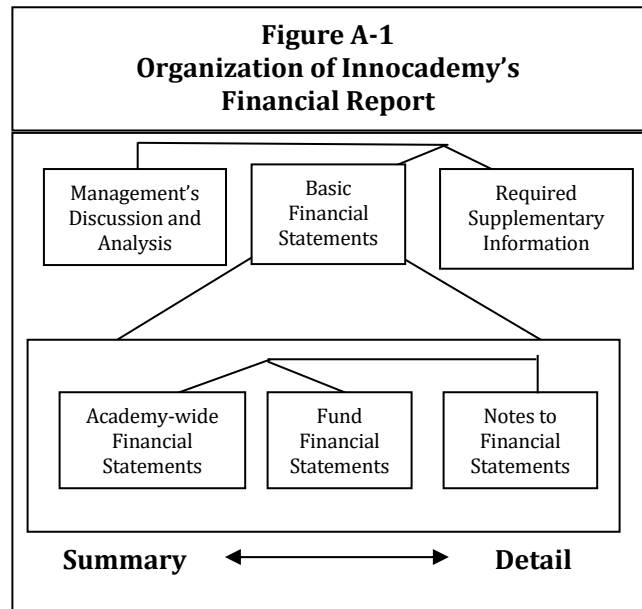 Figure A-1
Organization of Innocademy’s
Financial Report
Management’s
Discussion and
Analysis
Basic
Financial
Statements
Required
Supplementary
Information
Academy-wide
Financial
Statements
Fund
Financial
Statements
Notes to
Financial
Statements
Summary
Detail